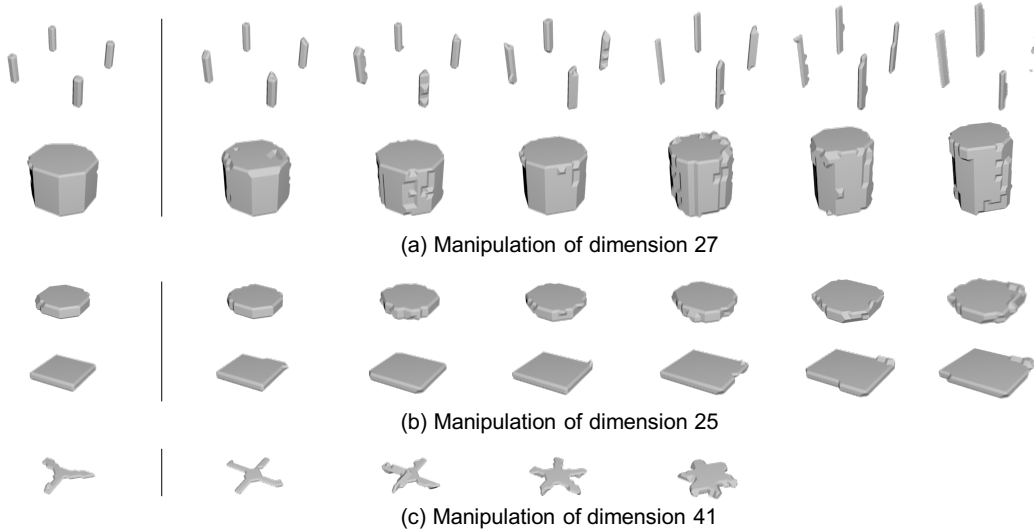 (a) Manipulation of dimension 27
(b) Manipulation of dimension 25
(c) Manipulation of dimension 41